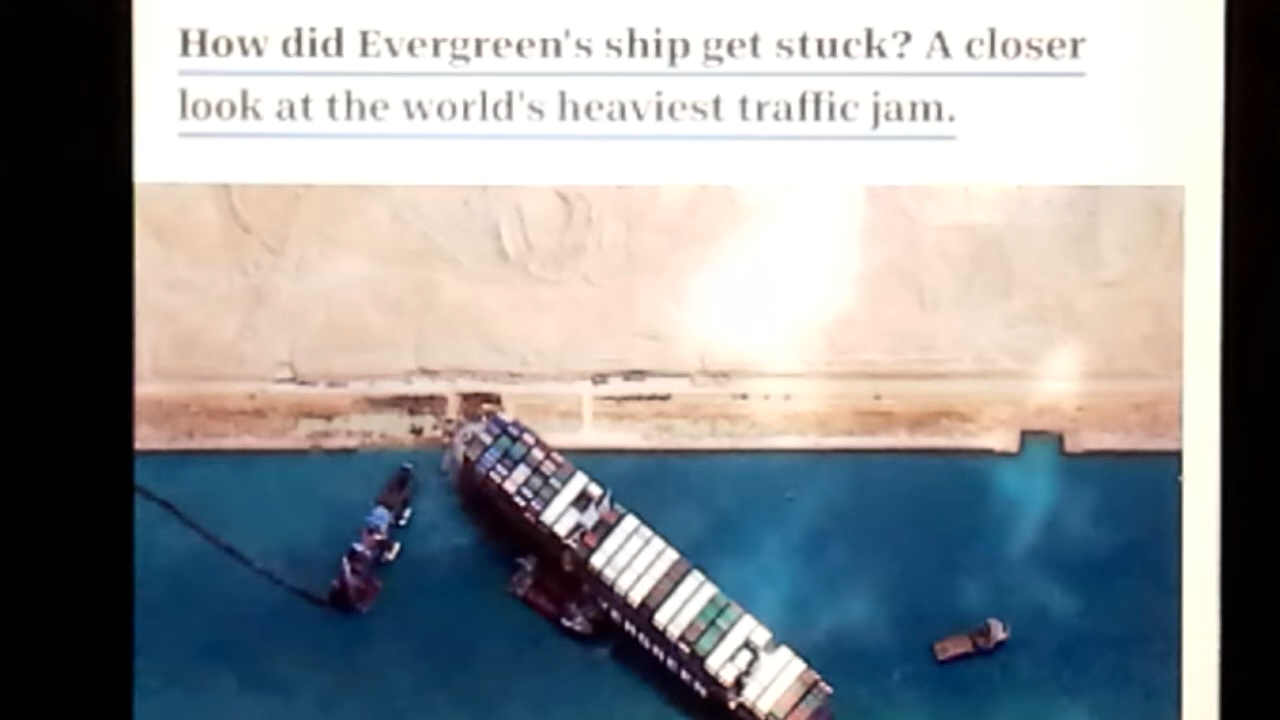 How did Evergreen's ship get stuck? A closer
look at the world's heaviest traffic jam.